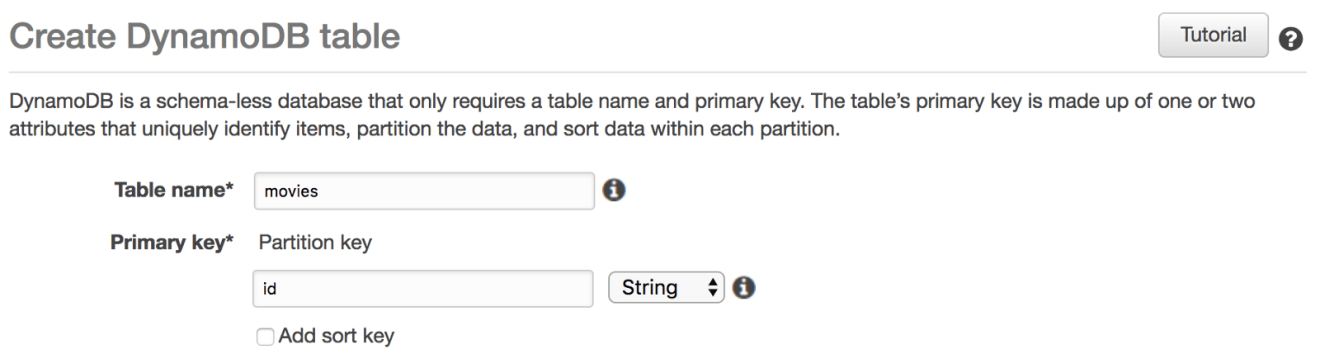 Create DynamoDB table
Tutorial
DynamoDB is a schema-less database that only requires a table name and primary key. The table's primary key is made up of one or two
attributes that uniquely identify items, partition the data, and sort data within each partition.
Table name* movies
Primary key* Partition key
id String
Add sort key